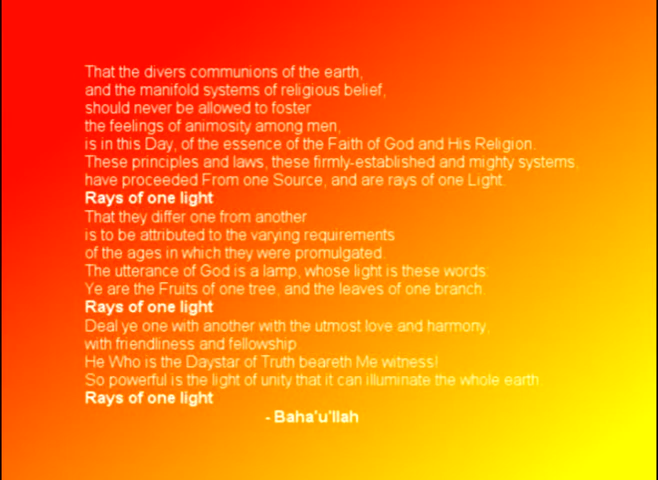 That the divers communions of the earth,
and the manifold systems of religious belief,
should never be allowed to foster
the feelings of animosity among men,
is in this Day, of the essence of the Faith of God and His Religion.
These principles and laws, these firmly-established and mighty systems,
have proceeded From one Source, and are rays of one Light.
Rays of one light
That they differ one from another
is to be attributed to the varying requirements
of the ages in which they were promulgated.
The utterance of God is a lamp, whose light is these words:
Ye are the Fruits of one tree, and the leaves of one branch.
Rays of one light
Deal ye one with another with the utmost love and harmony,
with friendliness and fellowship.
He Who is the Daystar of Truth beareth Me witness!
So powerful is the light of unity that it can illuminate the whole earth.
Rays of one light
- Baha'u'llah